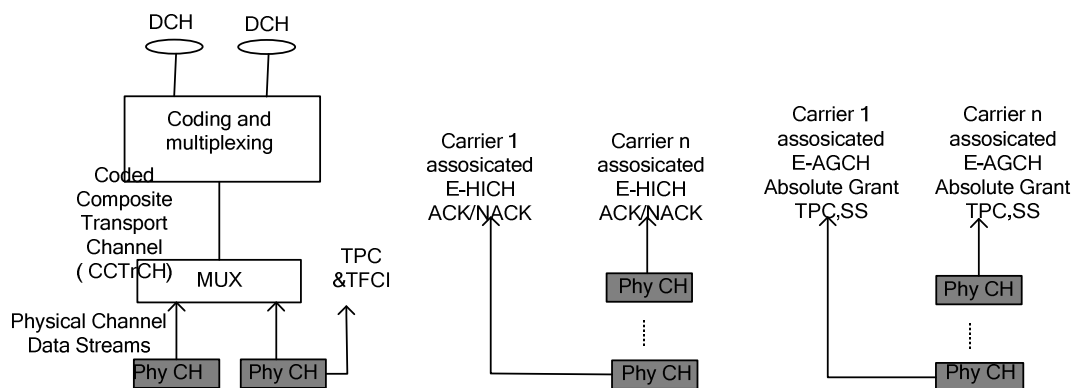 DCH
DCH
Coding and
multiplexing
Coded
Composite
Transport
Channel
( CCTrCH)
MUX
TPC
&TFCI
Physical Channel
Data Streams
Phy CH
Phy CH
Carrier 1
assosicated
E-HICH
ACK/NACK
Carrier n
assosicated
E-HICH
ACK/NACK
Phy CH
Phy CH
Carrier 1
assosicated
E-AGCH
Absolute Grant
TPC,SS
Carrier n
assosicated
E-AGCH
Absolute Grant
TPC,SS
Phy CH
Phy CH